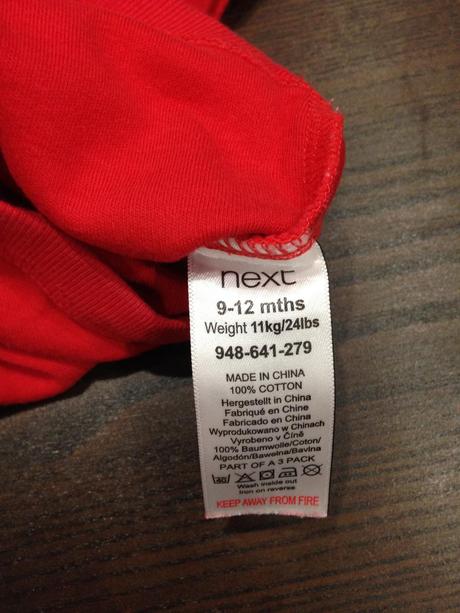 next
9-12 mths
Weight 11kg/24lbs
948-641-279
MADE IN CHINA
100% COTTON
Hergestellt in China
Fabriqué en Chine
Fabricado en China
Wyprodukowano w Chinach
Vyrobeno v Číně
100% Baumwolle/Coton/
Algodón/Bawełna/Bavlna
PART OF A 3 PACK
40
Wash inside out
Iron on reverse
KEEP AWAY FROM FIRE